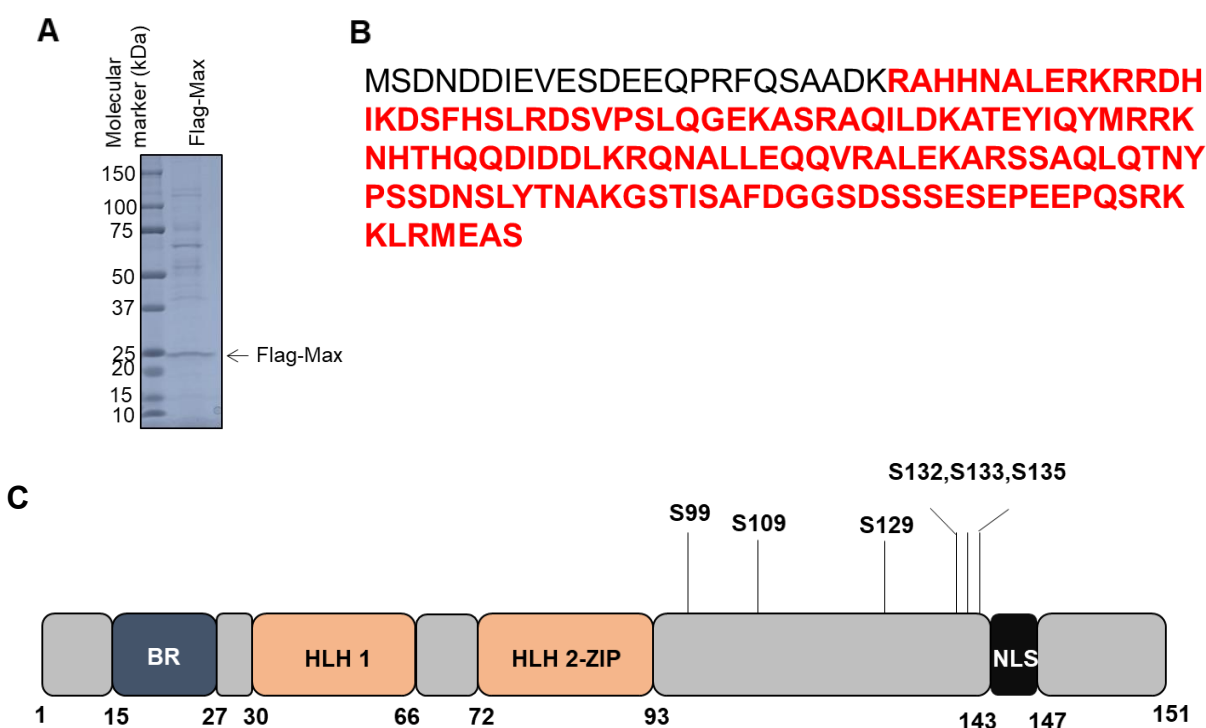 A
Molecular
marker (kDa)
Flag-Max
150
100
75
50
37
25
20
15
10
Flag-Max
B
MSDNDDIEVESDEEQPRFQSAADKRAHHNALERKRRDH
IKDSFHSLRDSVPSLQGEKASRAQILDKATEYIQYMRRK
NHTHQQDIDDLKRQNALLEQQVRALEKARSSAQLQTNY
PSSDNSLYTNAKGSTISAFDGGSDSSSESEPEEPQSRK
KLRMEAS
C
S132,S133,S135
S99
S109
S129
BR
HLH 1
HLH 2-ZIP
NLS
1 15 27 30 66 72 93 143 147 151